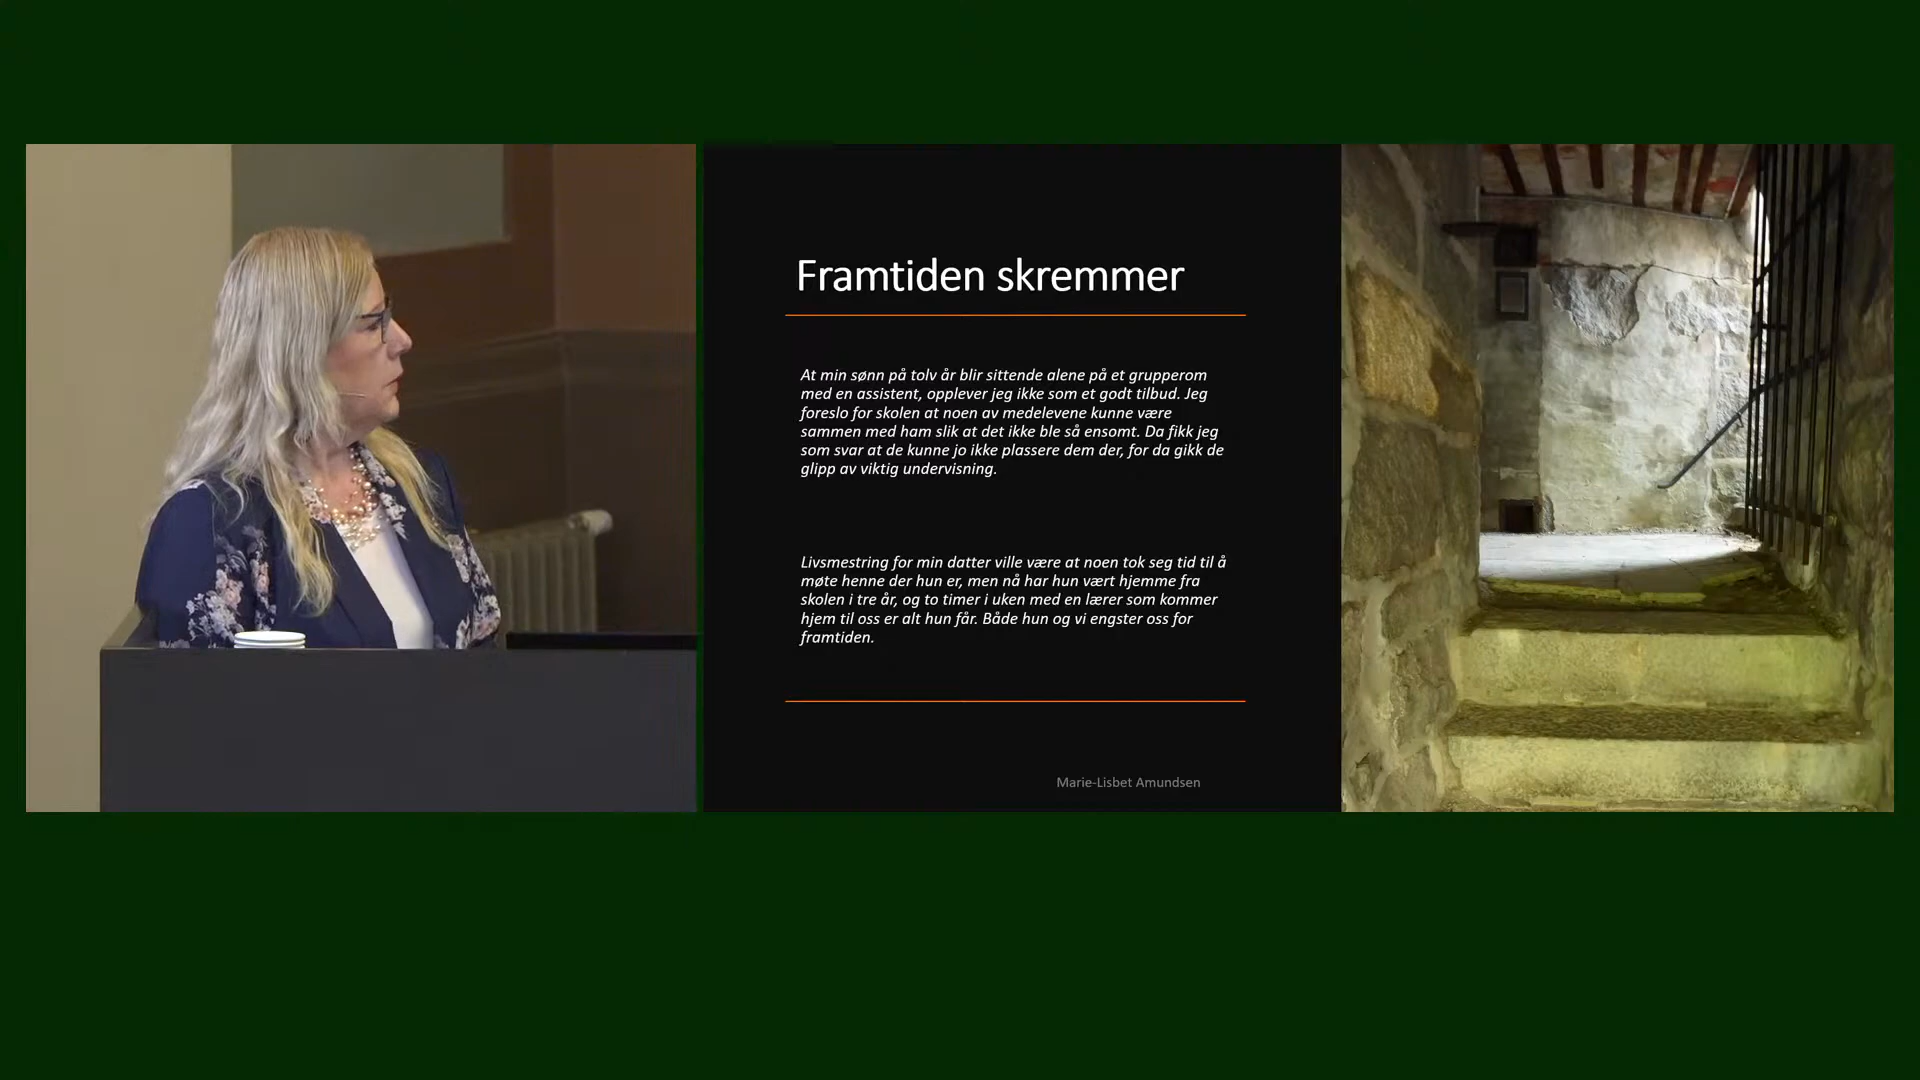 Framtiden skremmer
At min sønn på tolv år blir sittende alene på et grupperom
med en assistent, opplever jeg ikke som et godt tilbud. Jeg
foreslo for skolen at noen av medelevene kunne være
sammen med ham slik at det ikke ble så ensomt. Da fikk jeg
som svar at de kunne jo ikke plassere dem der, for da gikk de
glipp av viktig undervisning.
Livsmestring for min datter ville være at noen tok seg tid til å
møte henne der hun er, men nå har hun vært hjemme fra
skolen i tre år, og to timer i uken med en lærer som kommer
hjem til oss er alt hun får. Både hun og vi engster oss for
framtiden.
Marie-Lisbet Amundsen